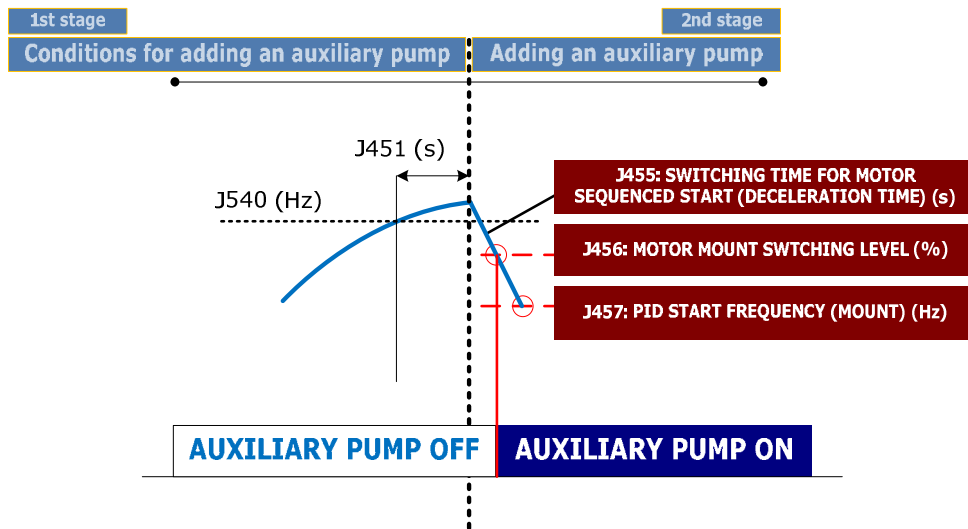 1st stage
2nd stage
Conditions for adding an auxiliary pump
Adding an auxiliary pump
J451 (s)
J540 (Hz)
J455: SWITCHING TIME FOR MOTOR
SEQUENCED START (DECELERATION TIME) (s)
J456: MOTOR MOUNT SWTCHING LEVEL (%)
J457: PID START FREQUENCY (MOUNT) (Hz)
AUXILIARY PUMP OFF
AUXILIARY PUMP ON